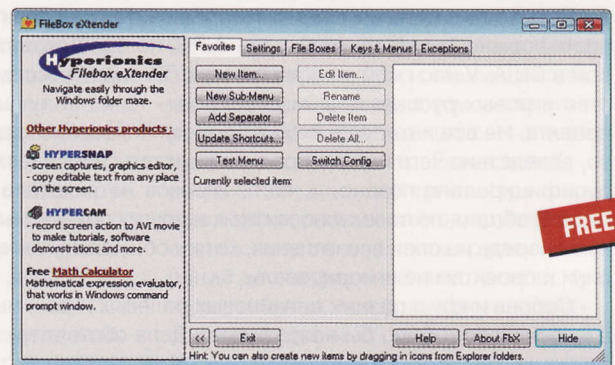 FileBox eXtender
Hyperionics
Filebox eXtender
Navigate easily through the
Windows folder maze.
Other Hyperionics products :
HYPERSNAP
-screen captures, graphics editor,
- copy editable text from any place
on the screen.
HYPERCAM
- record screen action to AVI movie
to make tutorials, software
demonstrations and more.
Free Math Calculator
Mathematical expression evaluator,
that works in Windows command
prompt window.
Favorites Settings File Boxes Keys & Menus Exceptions
New Item... Edit Item...
New Sub-Menu Rename
Add Separator Delete Item
Update Shortcuts... Delete All...
Test Menu Switch Config...
Currently selected item:
<< Exit Help About FbX Hide
Hint: You can also create new items by dragging in icons from Explorer folders.
FREE